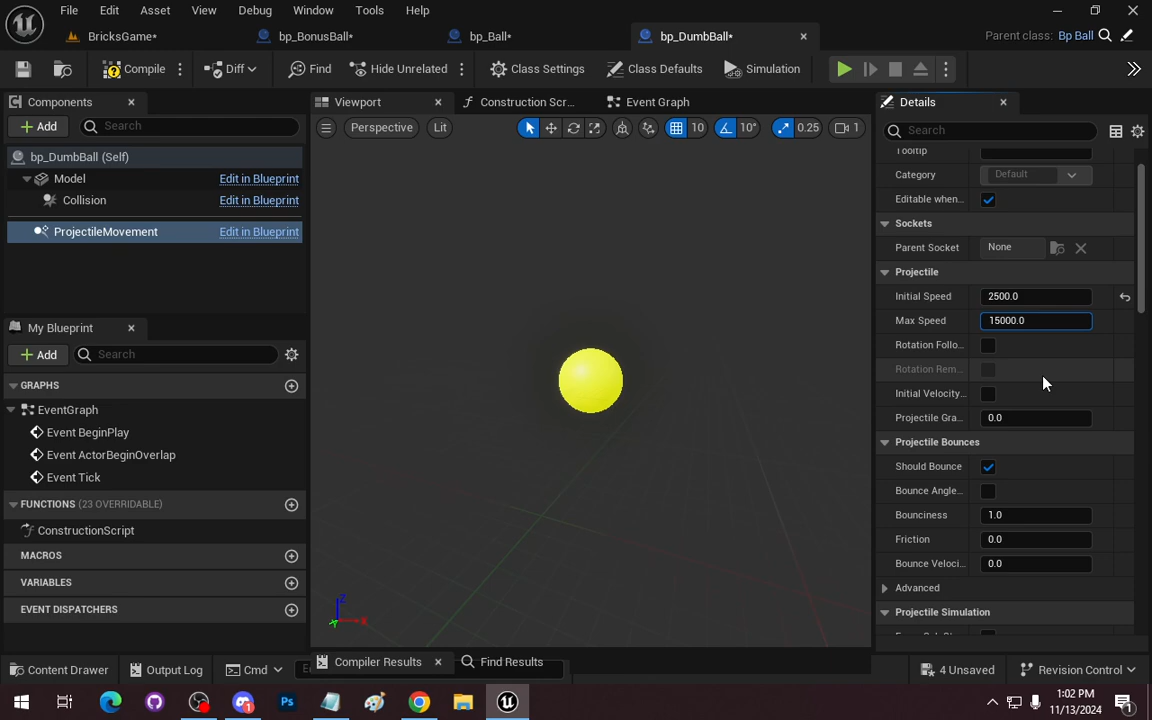 File Edit Asset View Debug Window Tools Help
BricksGame* bp_BonusBall* bp_Ball* bp_DumbBall* Parent class: Bp Ball
Compile Diff Find Hide Unrelated Class Settings Class Defaults Simulation
Components Viewport Construction Scr... Event Graph Details
Add Search Perspective Lit 10 10° 0.25 1 Search
bp_DumbBall (Self)
Model Edit in Blueprint
Collision Edit in Blueprint
ProjectileMovement Edit in Blueprint
My Blueprint
Add Search
GRAPHS
EventGraph
Event BeginPlay
Event ActorBeginOverlap
Event Tick
FUNCTIONS (23 OVERRIDABLE)
ConstructionScript
MACROS
VARIABLES
EVENT DISPATCHERS
Z
X
Y
Tooltip
Category Default
Editable when...
Sockets
Parent Socket None
Projectile
Initial Speed 2500.0
Max Speed 15000.0
Rotation Follo...
Rotation Rem...
Initial Velocity...
Projectile Gra... 0.0
Projectile Bounces
Should Bounce
Bounce Angle...
Bounciness 1.0
Friction 0.0
Bounce Veloci... 0.0
Advanced
Projectile Simulation
Compiler Results Find Results
Content Drawer Output Log Cmd 4 Unsaved Revision Control
Ps
1:02 PM
11/13/2024
1